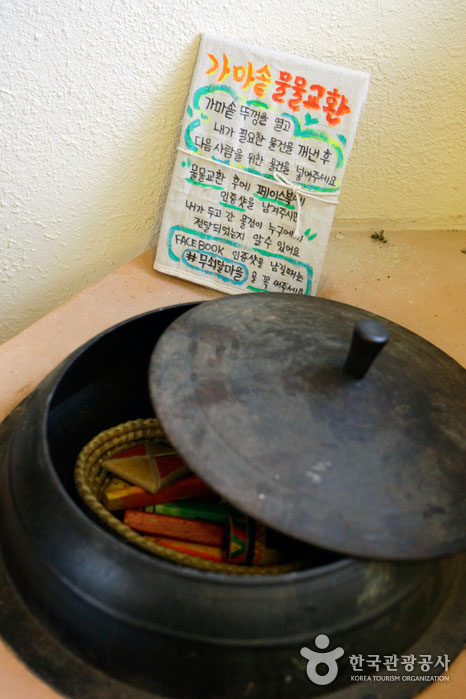 가마솥 물물교환
가마솥 뚜껑을 열고
내가 필요한 물건을 꺼낸 후
다음 사람을 위한 물건을 넣어주세요
물물교환 후에 페이스북에
인증샷을 남겨주시면
내가 두고 간 물건이 누구에게
전달되었는지 알 수 있어요
FACEBOOK 인증샷을 남길때는
#무쇠달마을 을 꼭 써주세요
한국관광공사
KOREA TOURISM ORGANIZATION